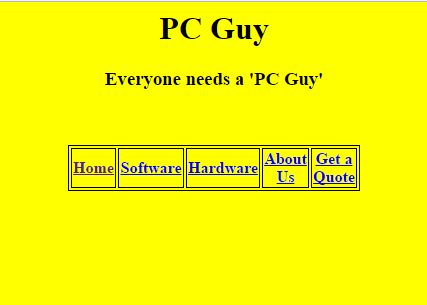 PC Guy
Everyone needs a 'PC Guy'
Home Software Hardware About Us Get a Quote